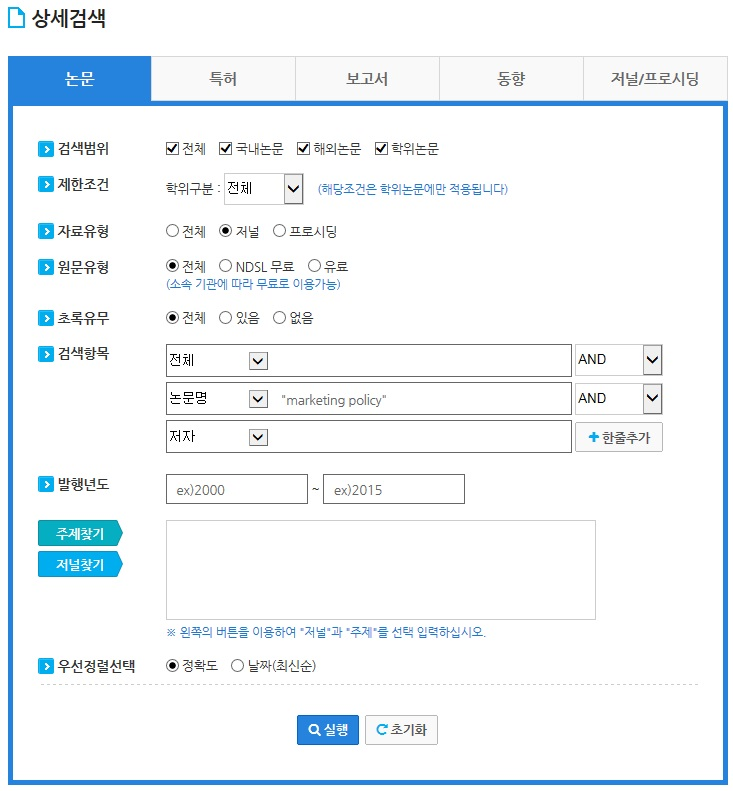 상세검색
논문 특허 보고서 동향 저널/프로시딩
검색범위 전체 국내논문 해외논문 학위논문
제한조건 학위구분 : 전체 (해당조건은 학위논문에만 적용됩니다)
자료유형 전체 저널 프로시딩
원문유형 전체 NDSL 무료 유료
(소속 기관에 따라 무료로 이용가능)
초록유무 전체 있음 없음
검색항목 전체 AND
논문명 "marketing policy" AND
저자 한줄추가
발행년도 ex)2000 ~ ex)2015
주제찾기
저널찾기
※ 왼쪽의 버튼을 이용하여 "저널"과 "주제"를 선택 입력하십시오.
우선정렬선택 정확도 날짜(최신순)
실행 초기화